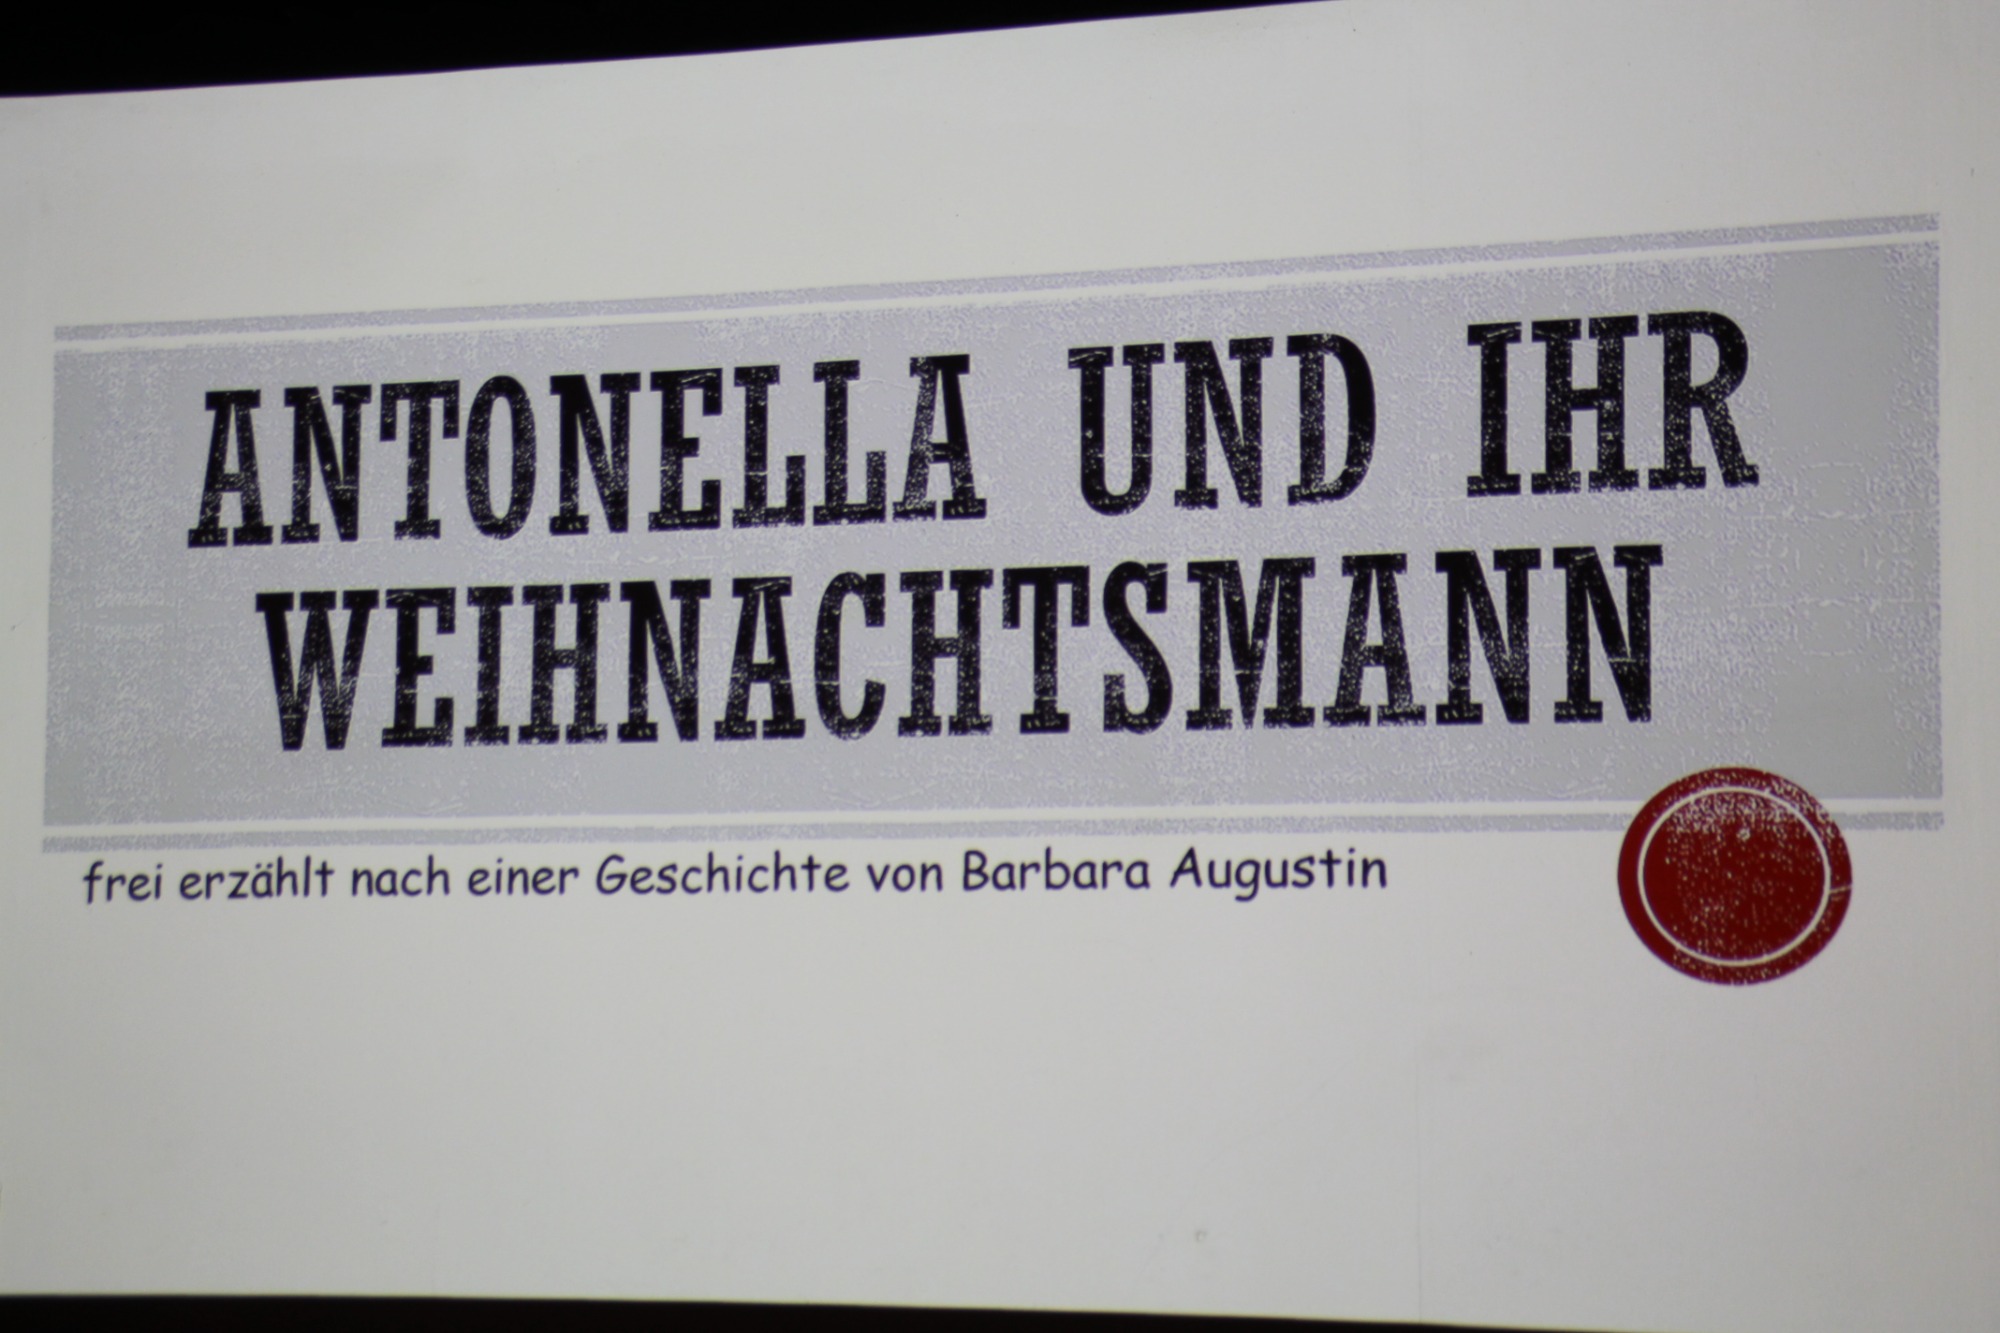 ANTONELLA UND IHR
WEIHNACHTSMANN
frei erzählt nach einer Geschichte von Barbara Augustin